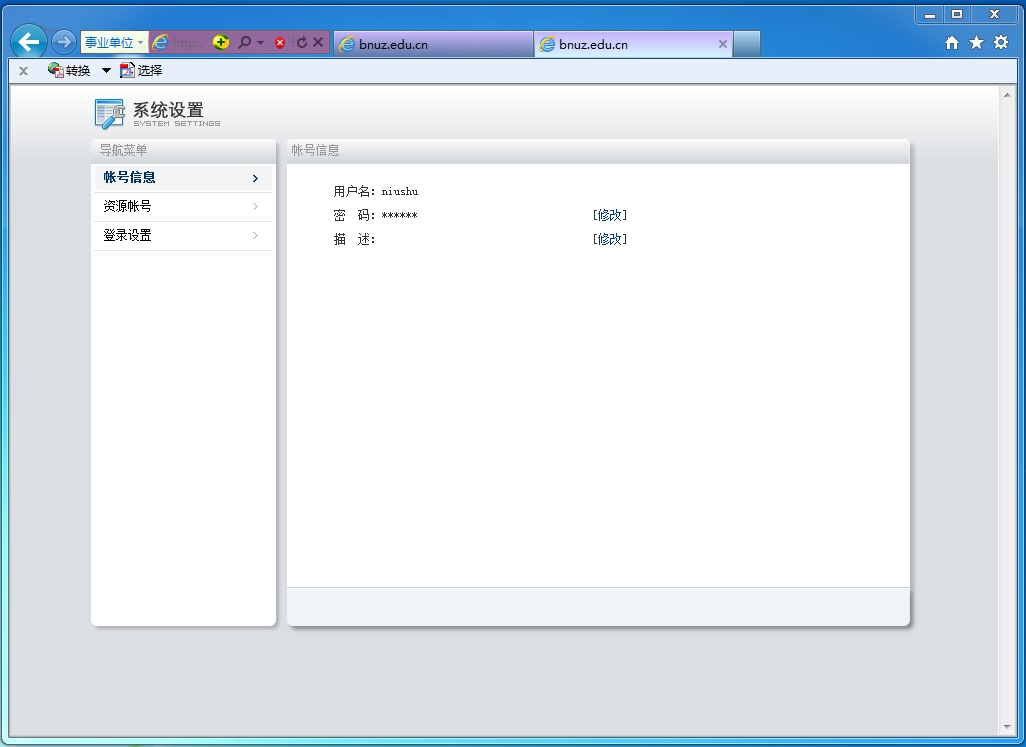 事业单位 http... bnuz.edu.cn bnuz.edu.cn
转换 选择
系统设置
SYSTEM SETTINGS
导航菜单
帐号信息
资源帐号
登录设置
帐号信息
用户名: niushu
密 码: ****** [修改]
描 述: [修改]